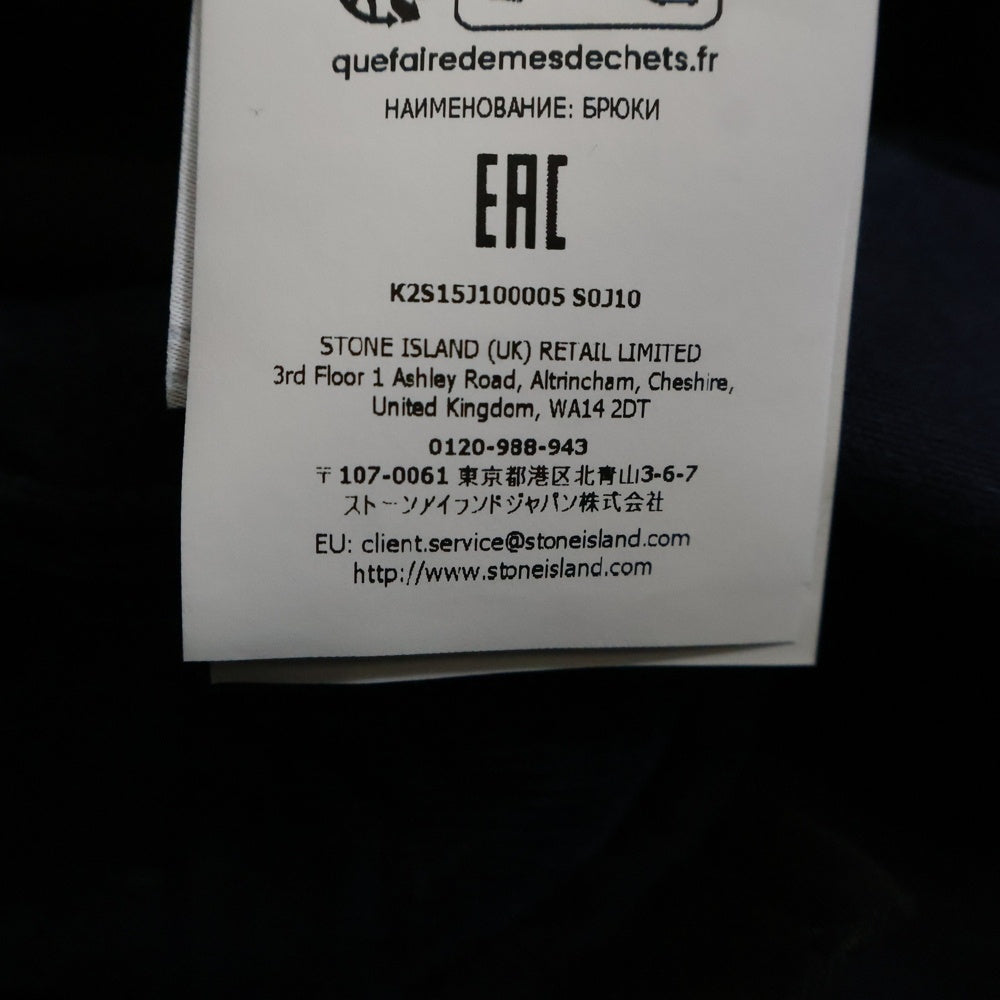 quefairedemesdechets.fr
НАИМЕНОВАНИЕ: БРЮКИ
EAC
K2S15J100005 S0J10
STONE ISLAND (UK) RETAIL LIMITED
3rd Floor 1 Ashley Road, Altrincham, Cheshire,
United Kingdom, WA14 2DT
0120-988-943
〒107-0061 東京都港区北青山3-6-7
ストーンアイランドジャパン株式会社
EU: client.service@stoneisland.com
http://www.stoneisland.com